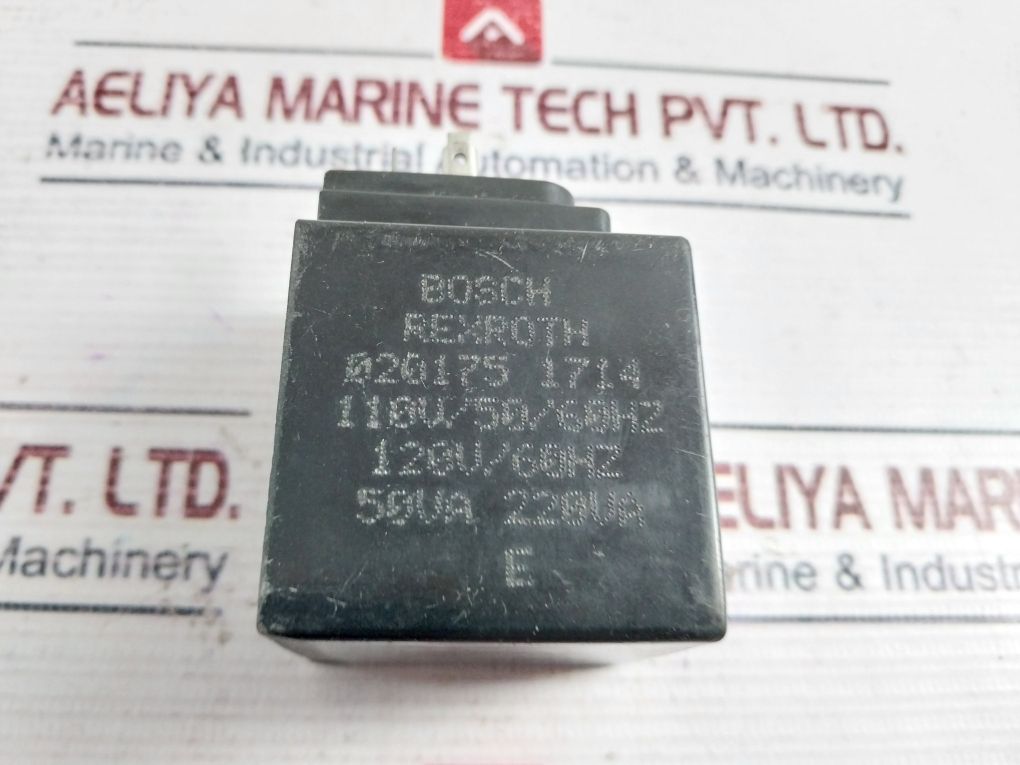 AELIYA MARINE TECH PVT. LTD.
Marine & Industrial Automation & Machinery
BOSCH
REXROTH
020175 1714
110V/50/60HZ
120V/60HZ
50VA 220VA
E
VT. LTD.
Machinery
ELIYA MAR
rine & Industr